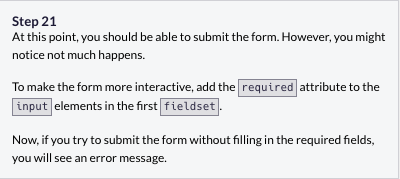 Step 21
At this point, you should be able to submit the form. However, you might
notice not much happens.
To make the form more interactive, add the required attribute to the
input elements in the first fieldset.
Now, if you try to submit the form without filling in the required fields,
you will see an error message.